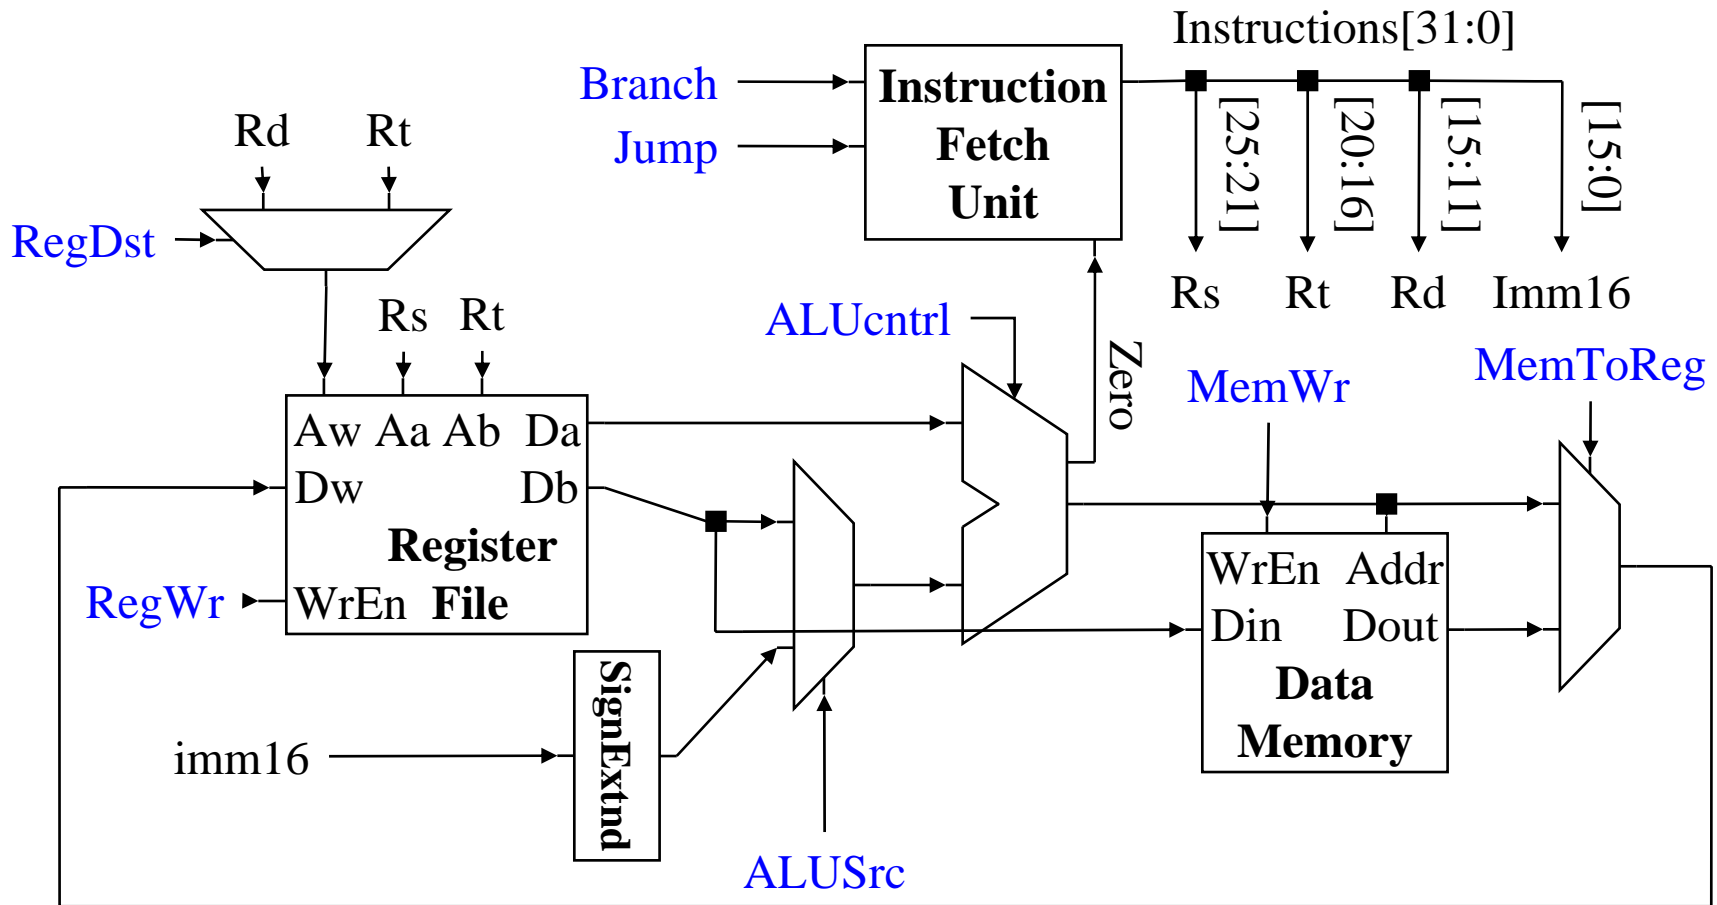 Instructions[31:0]
Branch
Jump
Instruction
Fetch
Unit
[25:21]
[20:16]
[15:11]
[15:0]
Rd
Rt
RegDst
Rs
Rt
Rs
Rt
Rd
Imm16
ALUcntrl
Zero
MemWr
MemToReg
Aw Aa Ab Da
Dw Db
Register
WrEn File
RegWr
WrEn Addr
Din Dout
Data
Memory
SignExtnd
imm16
ALUSrc